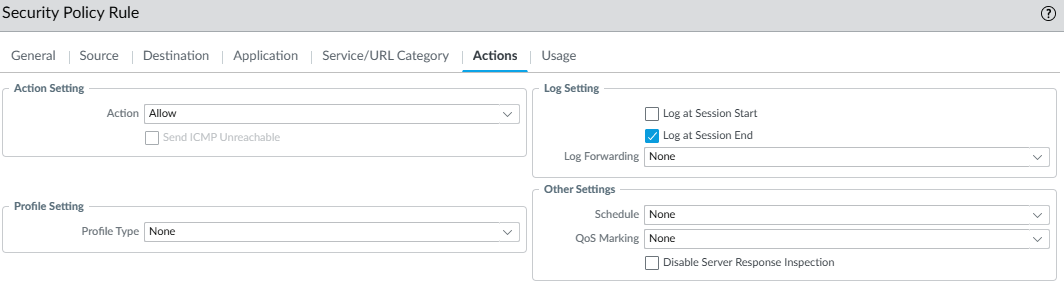 Security Policy Rule
General Source Destination Application Service/URL Category Actions Usage
Action Setting
Action Allow
Send ICMP Unreachable
Profile Setting
Profile Type None
Log Setting
Log at Session Start
Log at Session End
Log Forwarding None
Other Settings
Schedule None
QoS Marking None
Disable Server Response Inspection